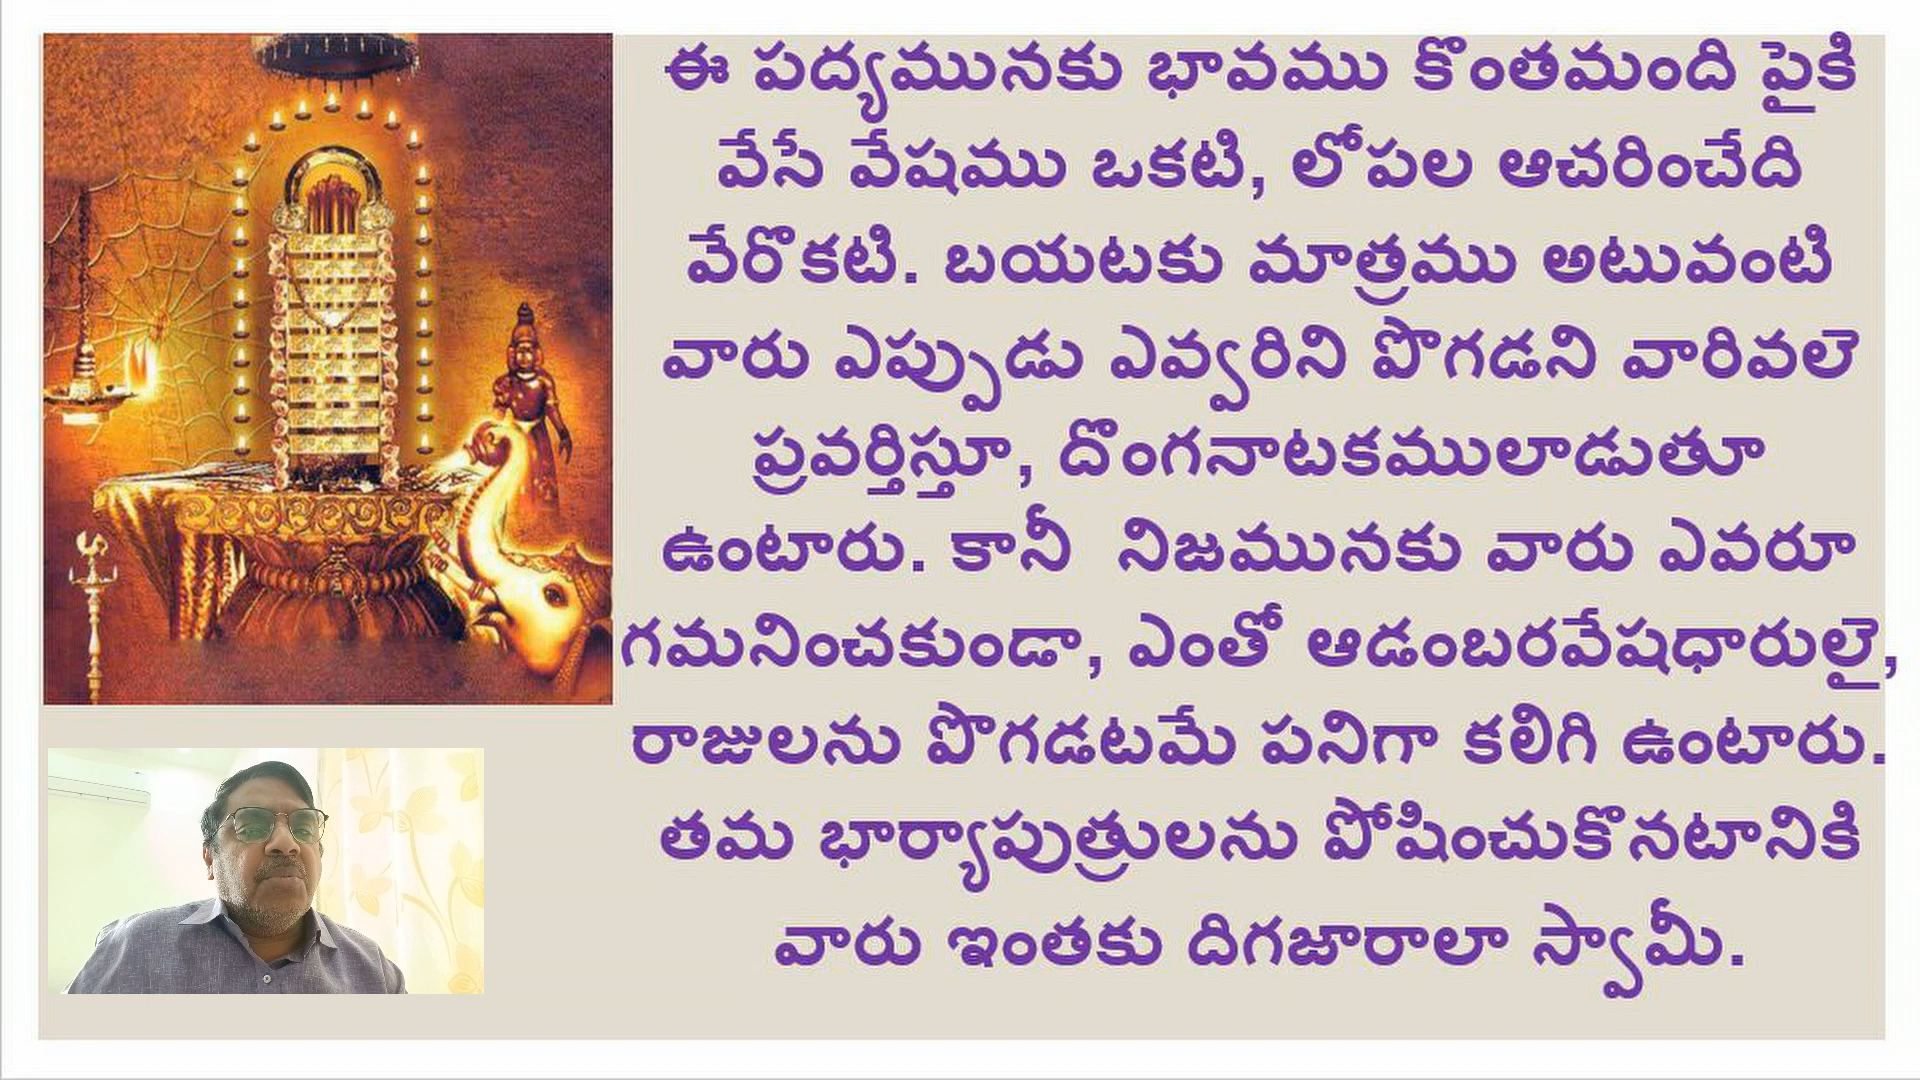 ఈ పద్యమునకు భావము కొంతమంది పైకి
వేసే వేషము ఒకటి, లోపల ఆచరించేది
వేరొకటి. బయటకు మాత్రము అటువంటి
వారు ఎప్పుడు ఎవ్వరిని పొగడని వారివలె
ప్రవర్తిస్తూ, దొంగనాటకములాడుతూ
ఉంటారు. కానీ  నిజమునకు వారు ఎవరూ
గమనించకుండా, ఎంతో ఆడంబరవేషధారులై,
రాజులను పొగడటమే పనిగా కలిగి ఉంటారు.
తమ భార్యాపుత్రులను పోషించుకొనటానికి
వారు ఇంతకు దిగజారాలా స్వామీ.